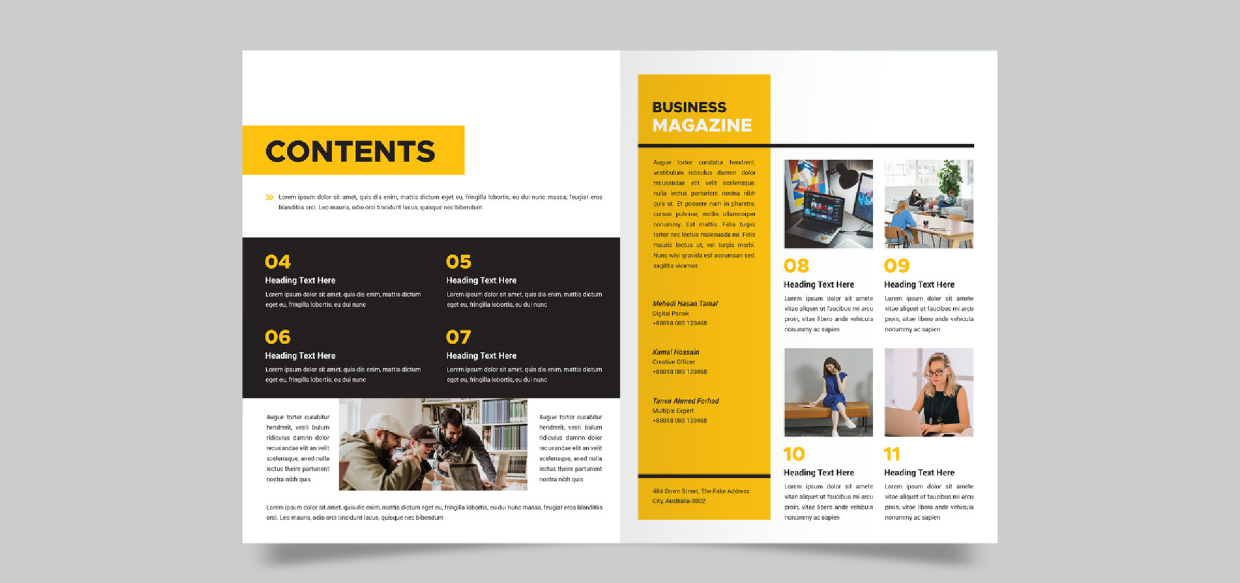 CONTENTS
Lorem ipsum dolor sit amet, quis dis enim, mattis dictum eget eu, fringilla lobortis, eu dui nunc massa, feugiat eros
blanditiis orci. Leo mauris, odio orci tincidunt lacus, quisque nec bibendum
04
Heading Text Here
Lorem ipsum dolor sit amet, quis dis enim, mattis dictum
eget eu, fringilla lobortis, eu dui nunc
05
Heading Text Here
Lorem ipsum dolor sit amet, quis dis enim, mattis dictum
eget eu, fringilla lobortis, eu dui nunc
06
Heading Text Here
Lorem ipsum dolor sit amet, quis dis enim, mattis dictum
eget eu, fringilla lobortis, eu dui nunc
07
Heading Text Here
Lorem ipsum dolor sit amet, quis dis enim, mattis dictum
eget eu, fringilla lobortis, eu dui nunc
Augue tortor curabitur
hendrerit, vesti bulum
ridiculus damnn dolor
recusandae elit an velit
scelerisque, aned nulla
lectus theire parturient
nostra nibh quis
Augue tortor curabitur
hendrerit, vesti bulum
ridiculus damnn dolor
recusandae elit an velit
scelerisque, aned nulla
lectus theire parturient
nostra nibh quis
Lorem ipsum dolor sit amet, quis dis enim, mattis dictum eget eu, fringilla lobortis, eu dui nunc massa, feugiat eros blanditiis
orci. Leo mauris, odio orci tincidunt lacus, quisque nec bibendum
BUSINESS
MAGAZINE
Augue tortor curabitur hendrerit,
vestibulum ridiculus damnn dolor
recusandae elit velit scelerisque,
nulla lectus parturient nostra nibh
quis ut. Et posuere nam in pharetra,
cursus pulvinar, mollis ullamcorper
nonummy. Est mattis. Felis turpis
tortor nec lectus malesuada mi. Felis
mauris lectus ut, vel turpis morbi.
Nunc wisi gravida est accumsan sed,
sagittis vivamus
Mehedi Hasan Tamal
Digital Panok
+88018 000 123468
Kamal Hossain
Creative Officer
+88018 000 123468
Tanvir Ahmed Forhad
Multiple Expert
+88018 000 123468
Down Street, The Fake Address
City, Australia-3002
08
Heading Text Here
Lorem ipsum dolor sit amete
vitae aliquet ut faucibus mi arcu
proin, vitae libero ande vehicula
nonummy ac sapien
09
Heading Text Here
Lorem ipsum dolor sit amete
vitae aliquet ut faucibus mi arcu
proin, vitae libero ande vehicula
nonummy ac sapien
10
Heading Text Here
Lorem ipsum dolor sit amete
vitae aliquet ut faucibus mi arcu
proin, vitae libero ande vehicula
nonummy ac sapien
11
Heading Text Here
Lorem ipsum dolor sit amete
vitae aliquet ut faucibus mi arcu
proin, vitae libero ande vehicula
nonummy ac sapien